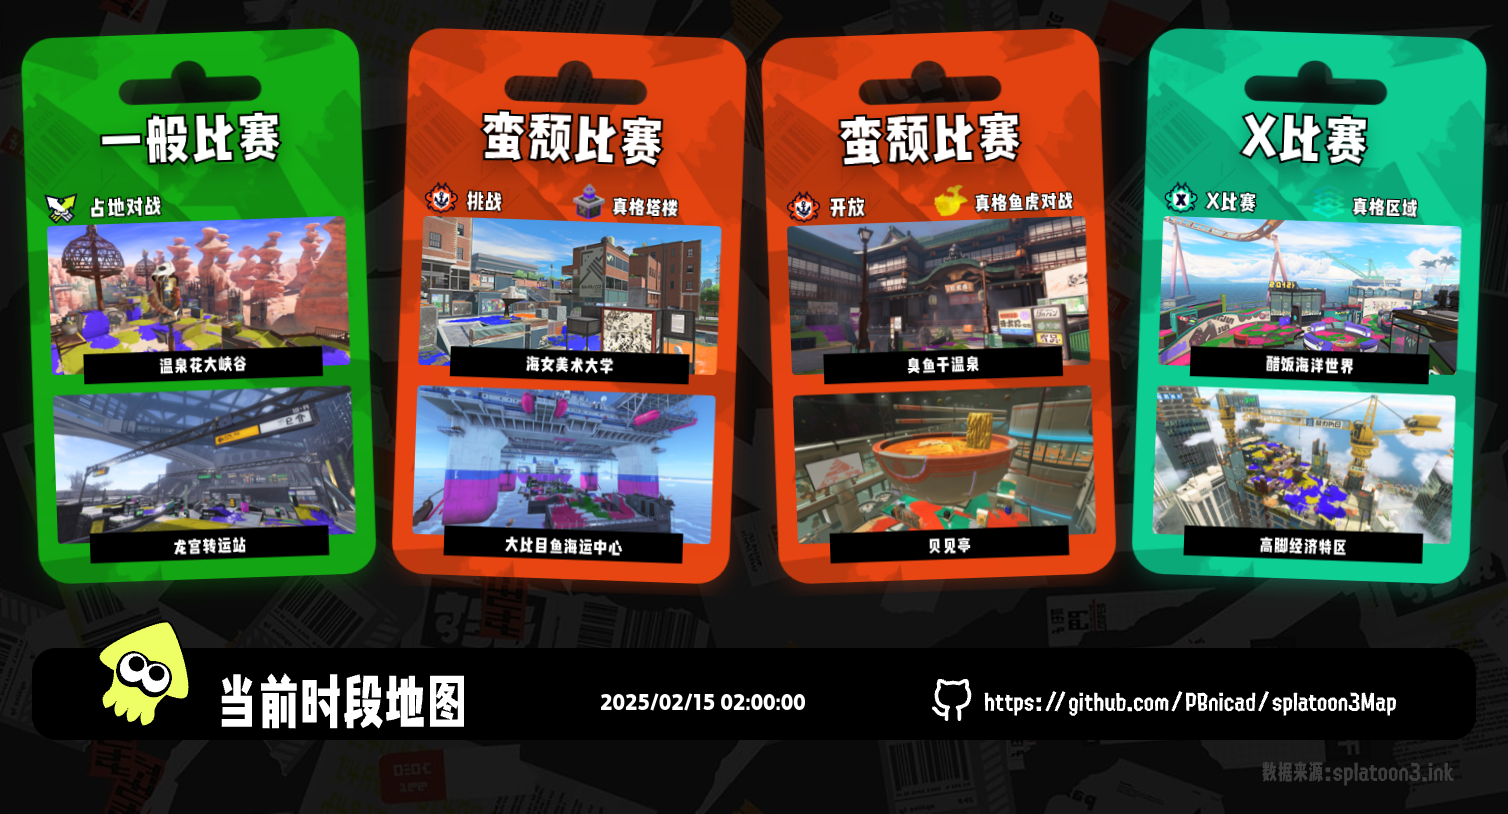 一般比赛
占地对战
温泉花大峡谷
龙宫转运站
蛮颓比赛
挑战
真格塔楼
海女美术大学
大比目鱼海运中心
蛮颓比赛
开放
真格鱼虎对战
臭鱼干温泉
贝贝亭
X比赛
X比赛
真格区域
醋饭海洋世界
高脚经济特区
当前时段地图
2025/02/15 02:00:00
https://github.com/PBnicad/splatoon3Map
数据来源:splatoon3.ink